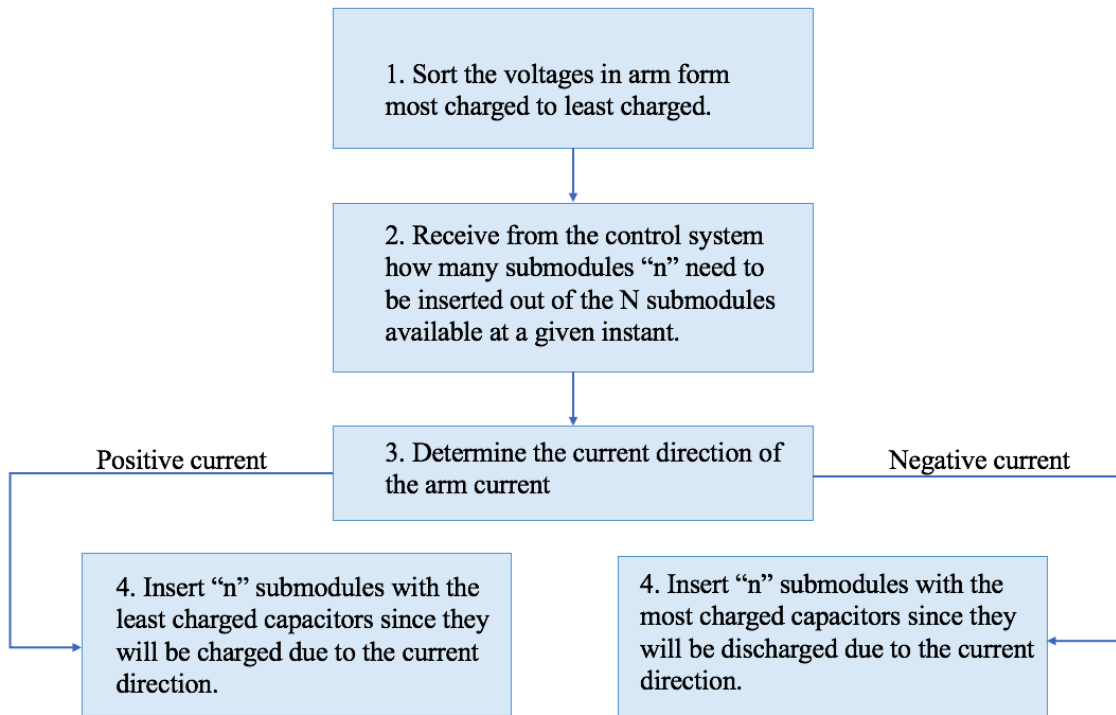 1. Sort the voltages in arm form
most charged to least charged.
2. Receive from the control system
how many submodules “n” need to
be inserted out of the N submodules
available at a given instant.
Positive current
3. Determine the current direction of
the arm current
Negative current
4. Insert “n” submodules with the
least charged capacitors since they
will be charged due to the current
direction.
4. Insert “n” submodules with the
most charged capacitors since they
will be discharged due to the current
direction.